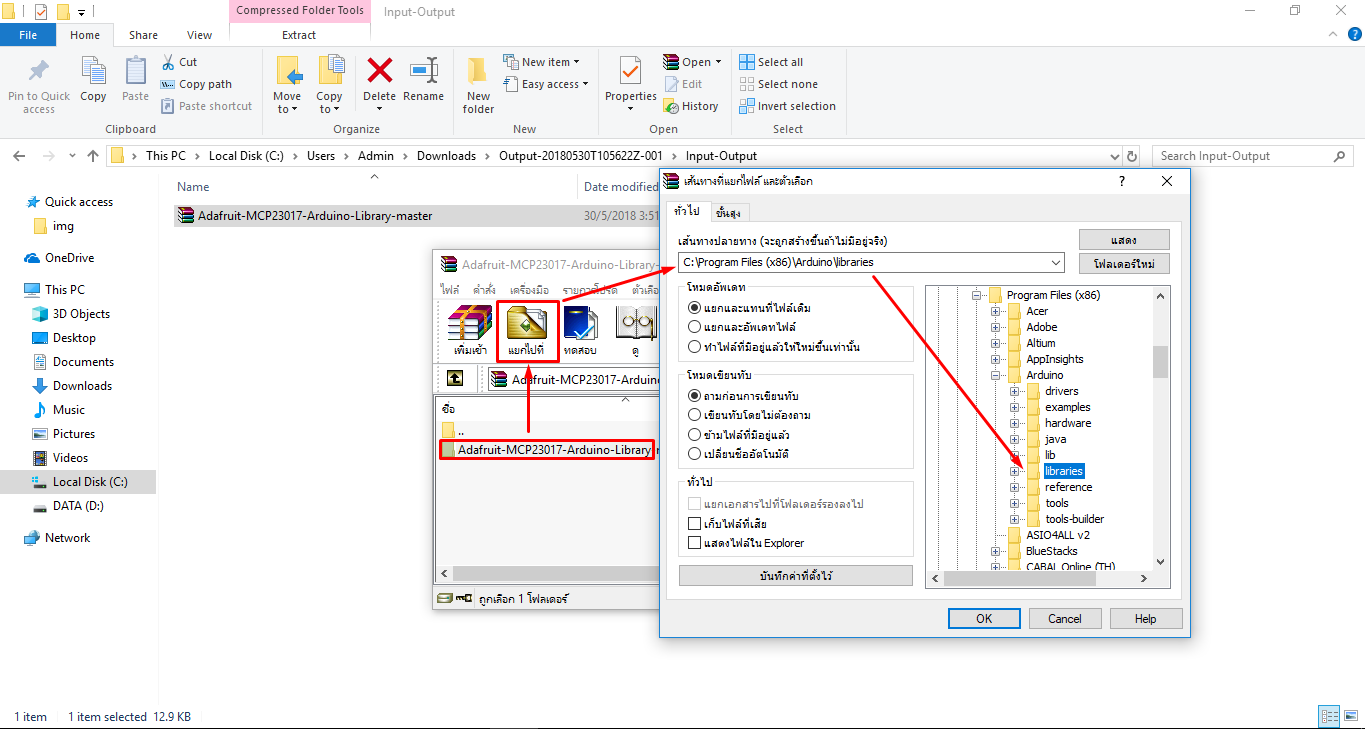 Compressed Folder Tools
Input-Output
File
Home
Share
View
Extract
Pin to Quick access
Copy
Paste
Cut
Copy path
Paste shortcut
Clipboard
Move to
Copy to
Delete
Rename
Organize
New folder
New item
Easy access
New
Properties
Open
Edit
History
Open
Select all
Select none
Invert selection
Select
This PC
Local Disk (C:)
Users
Admin
Downloads
Output-20180530T105622Z-001
Input-Output
Search Input-Output
Quick access
img
OneDrive
This PC
3D Objects
Desktop
Documents
Downloads
Music
Pictures
Videos
Local Disk (C:)
DATA (D:)
Network
Name
Date modified
Adafruit-MCP23017-Arduino-Library-master
30/5/2018 3:51
Adafruit-MCP23017-Arduino-Library-
ไฟล์
คำสั่ง
เครื่องมือ
รายการโปรด
ตัวเลือ
เพิ่มเข้า
แยกไปที่
ทดสอบ
ดู
Adafruit-MCP23017-Arduino
ชื่อ
..
Adafruit-MCP23017-Arduino-Library
ถูกเลือก 1 โฟลเดอร์
เส้นทางที่แยกไฟล์ และตัวเลือก
?
ทั่วไป
ขั้นสูง
เส้นทางปลายทาง (จะถูกสร้างขึ้นถ้าไม่มีอยู่จริง)
C:\Program Files (x86)\Arduino\libraries
แสดง
โฟลเดอร์ใหม่
โหมดอัพเดท
แยกและแทนที่ไฟล์เดิม
แยกและอัพเดทไฟล์
ทำไฟล์ที่มีอยู่แล้วให้ใหม่ขึ้นเท่านั้น
โหมดเขียนทับ
ถามก่อนการเขียนทับ
เขียนทับโดยไม่ต้องถาม
ข้ามไฟล์ที่มีอยู่แล้ว
เปลี่ยนชื่ออัตโนมัติ
ทั่วไป
แยกเอกสารไปที่โฟลเดอร์รองลงไป
เก็บไฟล์ที่เสีย
แสดงไฟล์ใน Explorer
บันทึกค่าที่ตั้งไว้
Program Files (x86)
Acer
Adobe
Altium
AppInsights
Arduino
drivers
examples
hardware
java
lib
libraries
reference
tools
tools-builder
ASIO4ALL v2
BlueStacks
CABAL Online (TH)
OK
Cancel
Help
1 item
1 item selected 12.9 KB